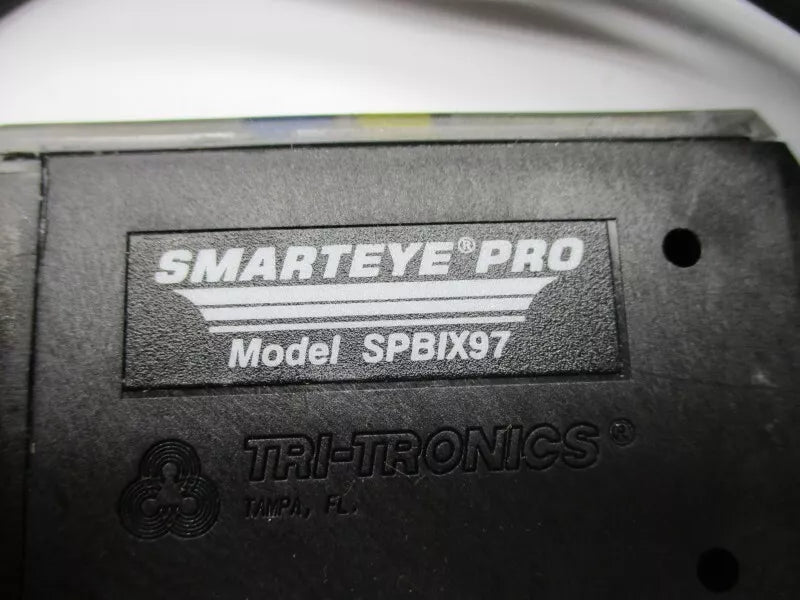 SMARTEYE® PRO
Model SPBIX97
TRI-TRONICS®
TAMPA, FL.